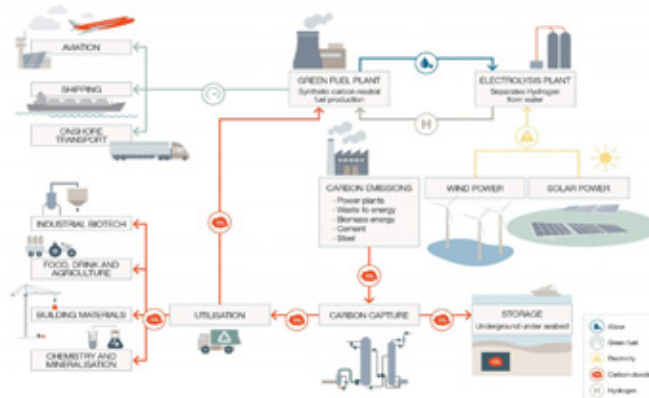 AVIATION
SHIPPING
ONSHORE
TRANSPORT
GREEN FUEL PLANT
Synthetic carbon neutral
fuel production
ELECTROLYSIS PLANT
Separates Hydrogen
from water
H
CARBON EMISSIONS
- Power plants
- Waste to energy
- Biomass energy
- Cement
- Steel
WIND POWER
SOLAR POWER
INDUSTRIAL BIOTECH
FOOD, DRINK AND
AGRICULTURE
BUILDING MATERIALS
CHEMISTRY AND
MINERALISATION
UTILISATION
CARBON CAPTURE
STORAGE
Underground under seabed
Water
Green fuel
Electricity
Carbon dioxide
H
Hydrogen